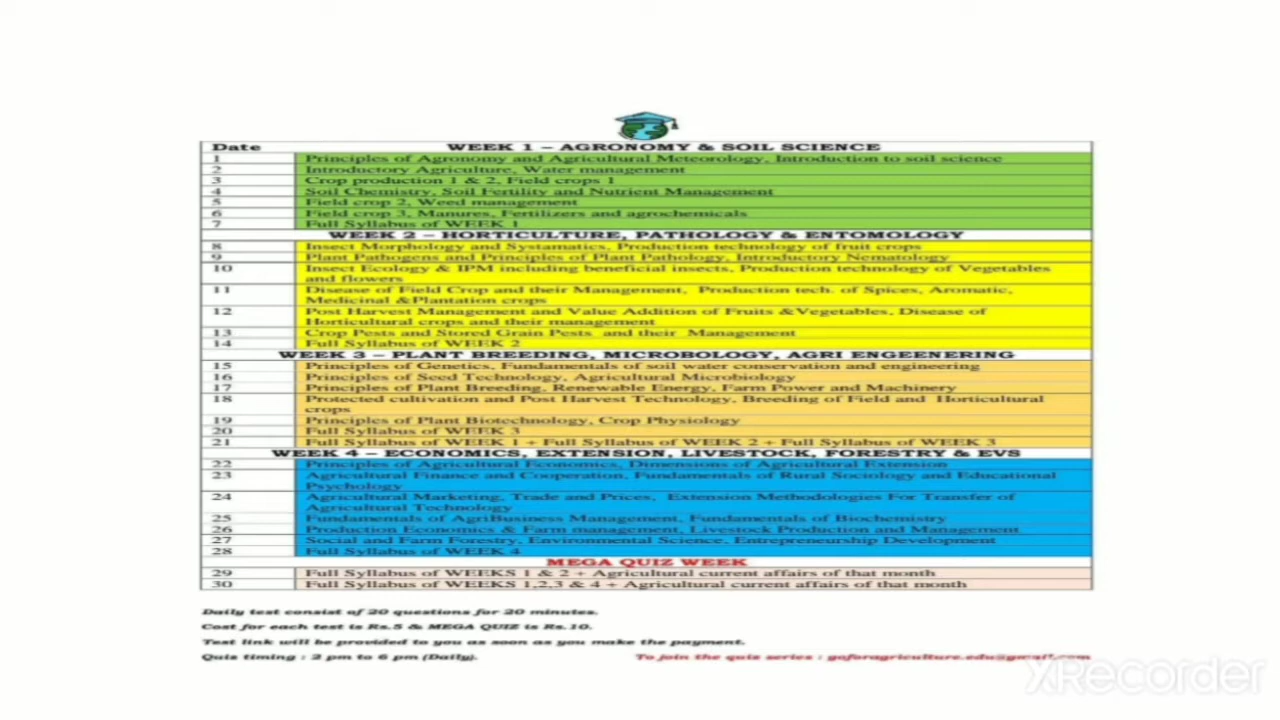 Date WEEK 1 – AGRONOMY & SOIL SCIENCE
1 Principles of Agronomy and Agricultural Meteorology, Introduction to soil science
2 Introductory Agriculture, Water management
3 Crop production 1 & 2, Field crops 1
4 Soil Chemistry, Soil Fertility and Nutrient Management
5 Field crop 2, Weed management
6 Field crop 3, Manures, Fertilizers and agrochemicals
7 Full Syllabus of WEEK 1
WEEK 2 – HORTICULTURE, PATHOLOGY & ENTOMOLOGY
8 Insect Morphology and Systamatics, Production technology of fruit crops
9 Plant Pathogens and Principles of Plant Pathology, Introductory Nematology
10 Insect Ecology & IPM including beneficial insects, Production technology of Vegetables
and flowers
11 Disease of Field Crop and their Management, Production tech. of Spices, Aromatic,
Medicinal &Plantation crops
12 Post Harvest Management and Value Addition of Fruits &Vegetables, Disease of
Horticultural crops and their management
13 Crop Pests and Stored Grain Pests and their Management
14 Full Syllabus of WEEK 2
WEEK 3 – PLANT BREEDING, MICROBOLOGY, AGRI ENGEENERING
15 Principles of Genetics, Fundamentals of soil water conservation and engineering
16 Principles of Seed Technology, Agricultural Microbiology
17 Principles of Plant Breeding, Renewable Energy, Farm Power and Machinery
18 Protected cultivation and Post Harvest Technology, Breeding of Field and Horticultural
crops
19 Principles of Plant Biotechnology, Crop Physiology
20 Full Syllabus of WEEK 3
21 Full Syllabus of WEEK 1 + Full Syllabus of WEEK 2 + Full Syllabus of WEEK 3
WEEK 4 – ECONOMICS, EXTENSION, LIVESTOCK, FORESTRY & EVS
22 Principles of Agricultural Economics, Dimensions of Agricultural Extension
23 Agricultural Finance and Cooperation, Fundamentals of Rural Sociology and Educational
Psychology
24 Agricultural Marketing, Trade and Prices, Extension Methodologies For Transfer of
Agricultural Technology
25 Fundamentals of AgriBusiness Management, Fundamentals of Biochemistry
26 Production Economics & Farm management, Livestock Production and Management
27 Social and Farm Forestry, Environmental Science, Entrepreneurship Development
28 Full Syllabus of WEEK 4
MEGA QUIZ WEEK
29 Full Syllabus of WEEKS 1 & 2 + Agricultural current affairs of that month
30 Full Syllabus of WEEKS 1,2,3 & 4 + Agricultural current affairs of that month
Daily test consist of 20 questions for 20 minutes.
Cost for each test is Rs.5 & MEGA QUIZ is Rs.10.
Test link will be provided to you as soon as you make the payment.
Quiz timing : 2 pm to 6 pm (Daily). To join the quiz series : goforagriculture.edu@gmail.com
XRecorder